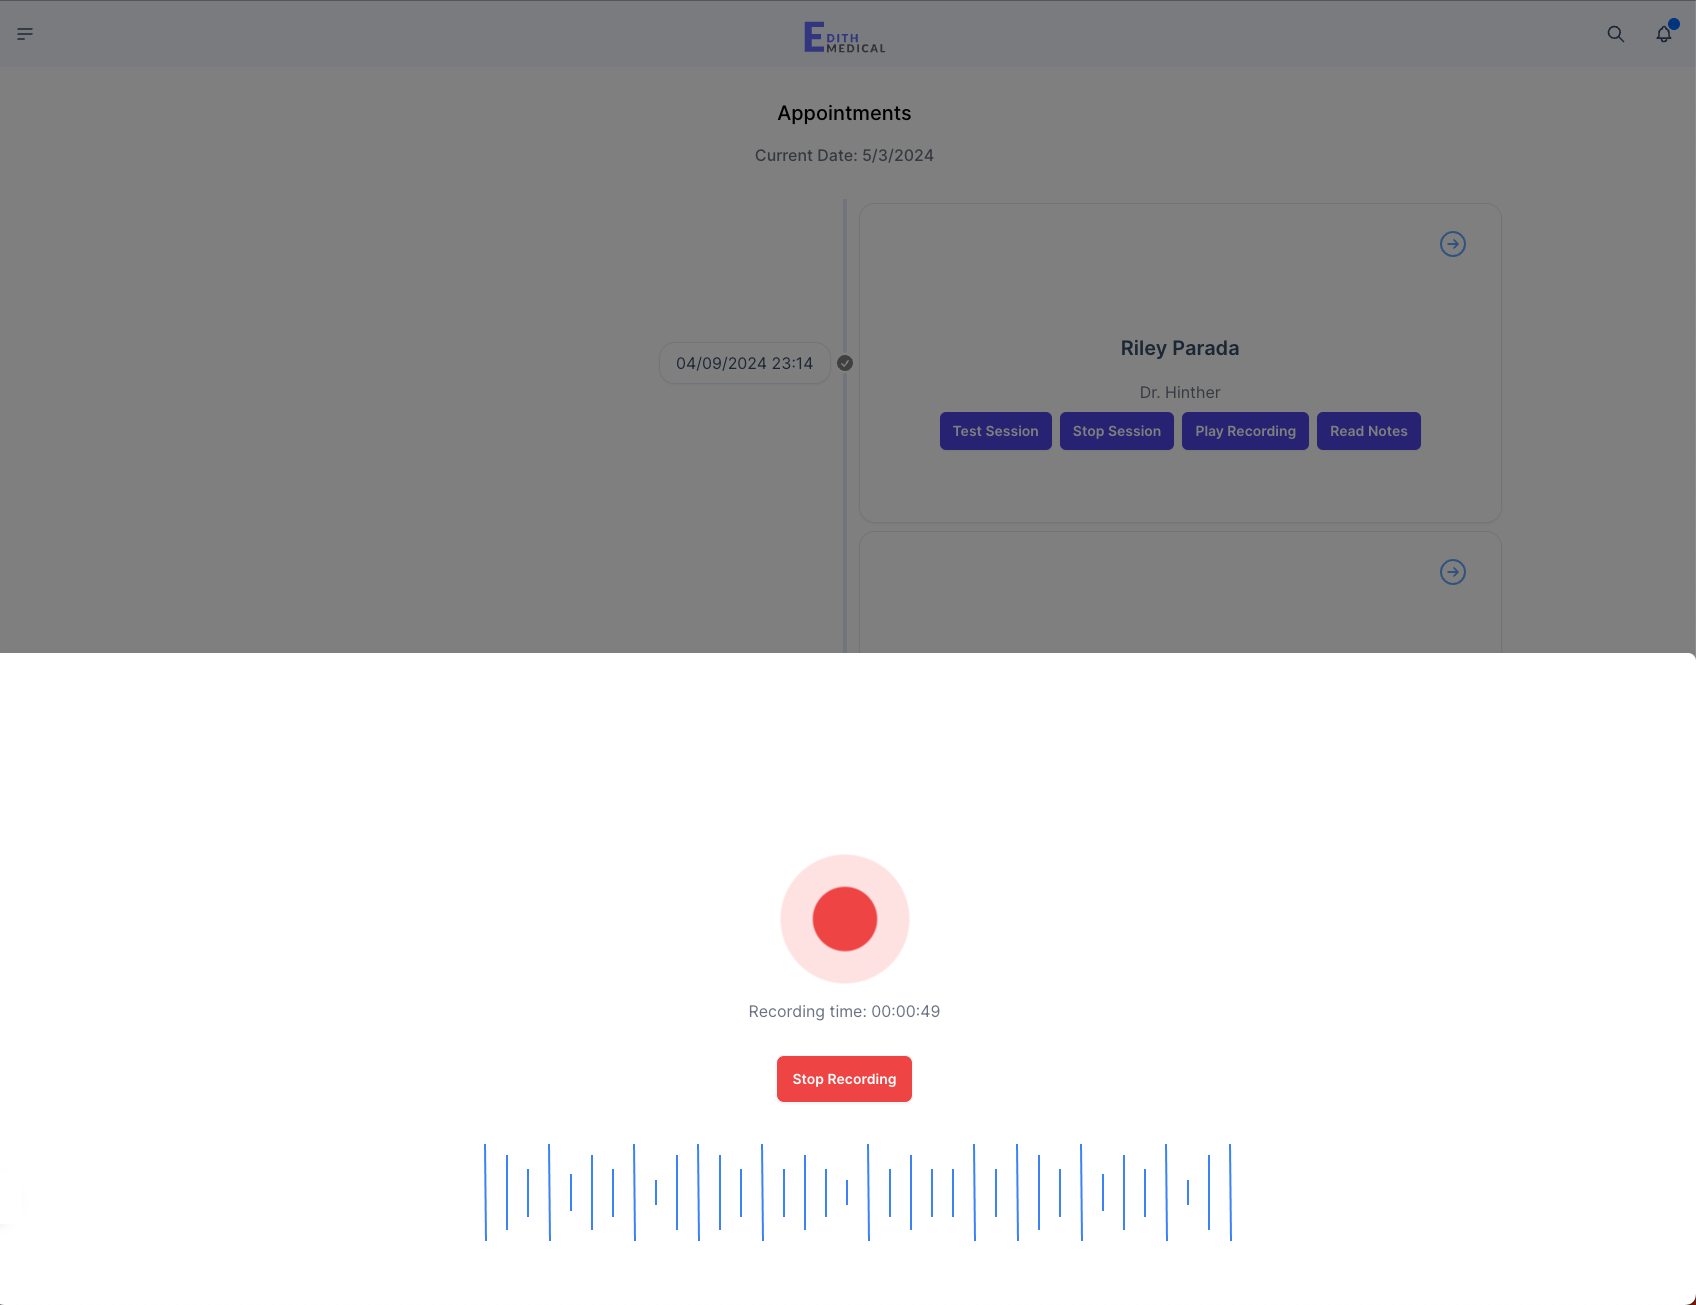 EDITH
MEDICAL
Appointments
Current Date: 5/3/2024
04/09/2024 23:14
Riley Parada
Dr. Hinther
Test Session Stop Session Play Recording Read Notes
Recording time: 00:00:49
Stop Recording